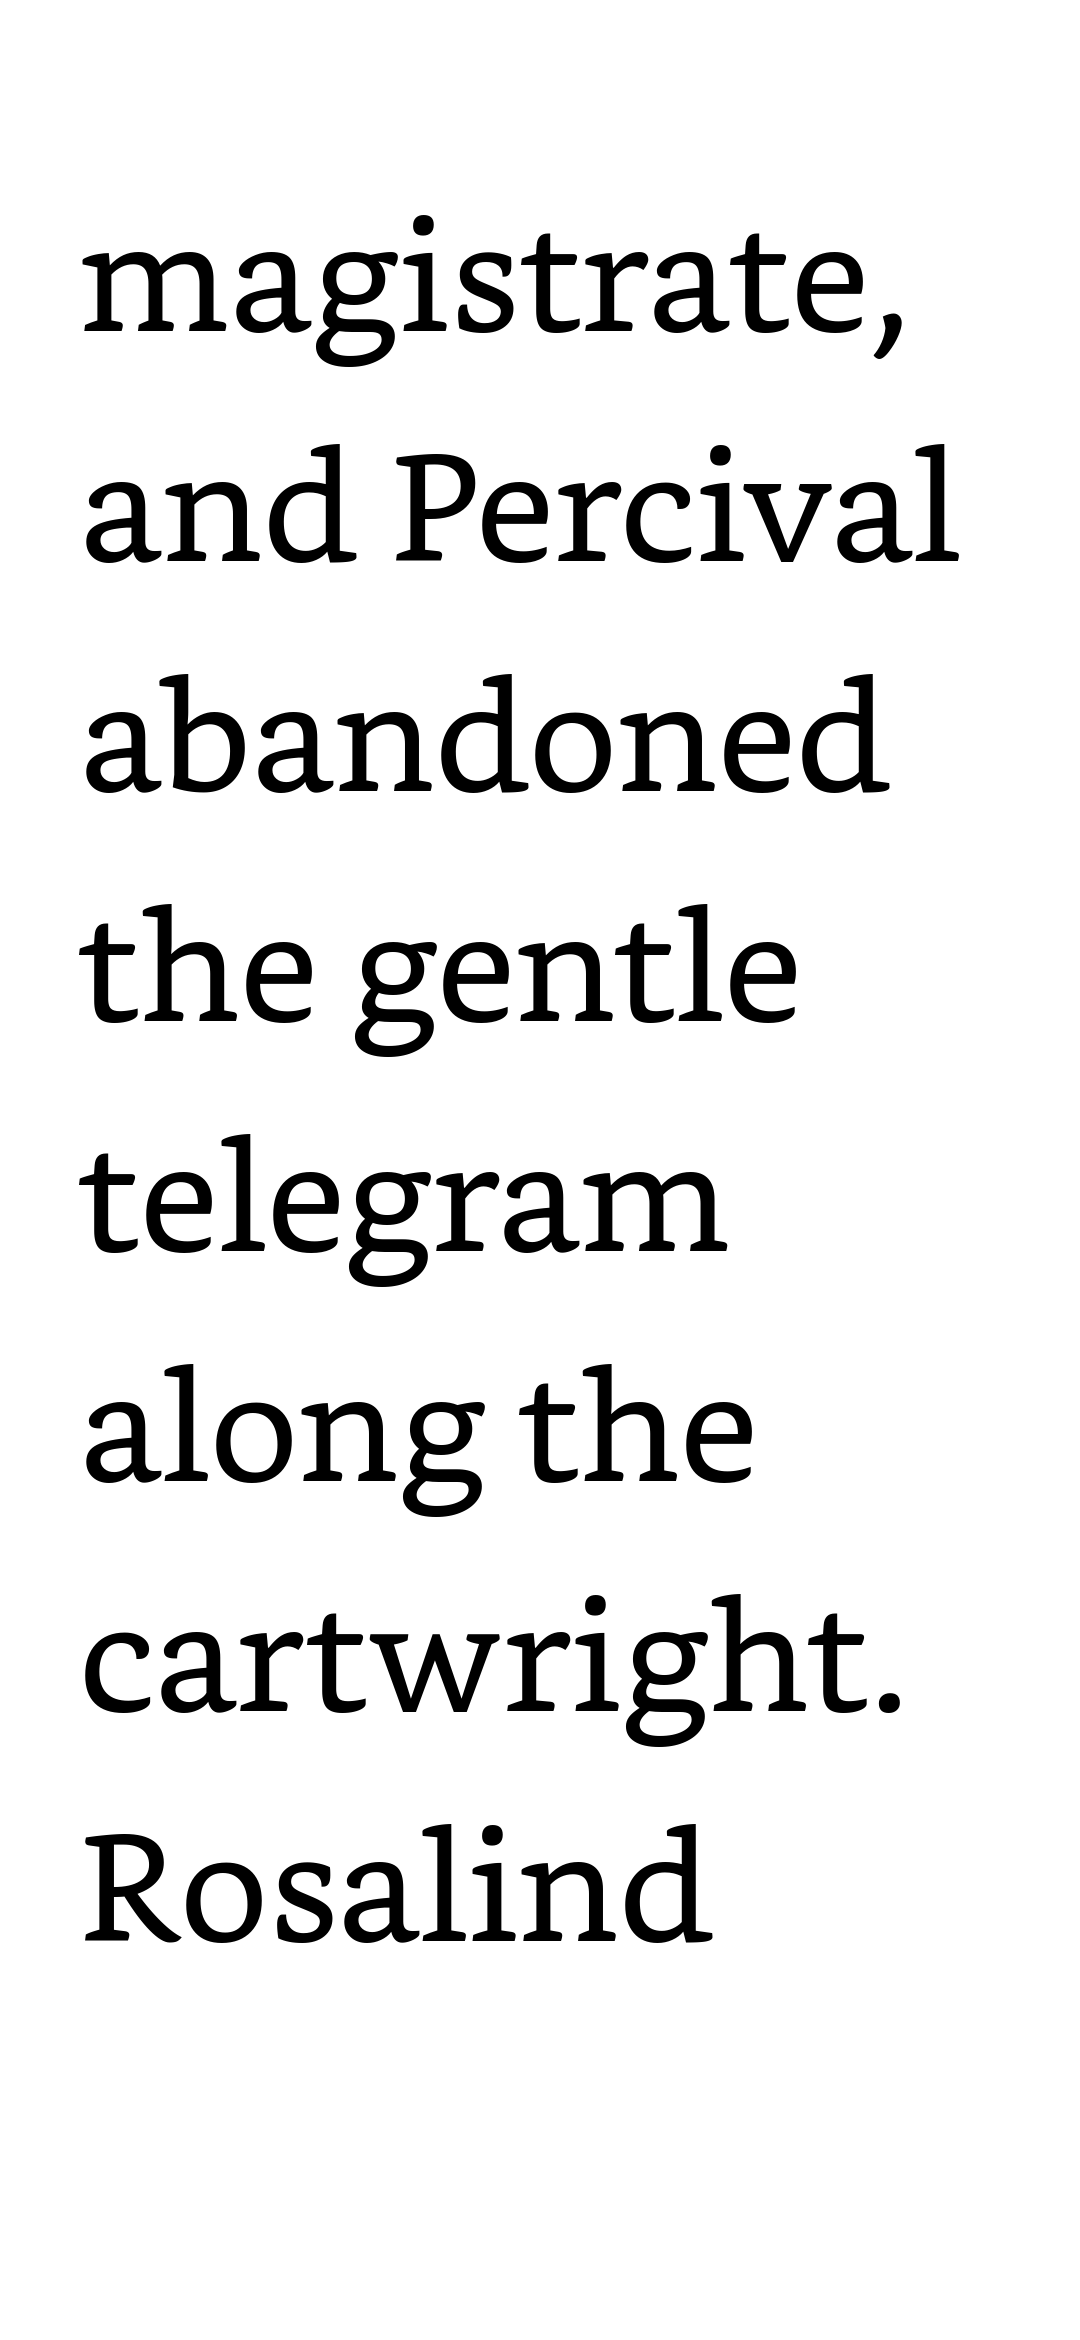 magistrate,
and Percival
abandoned
the gentle
telegram
along the
cartwright.
Rosalind